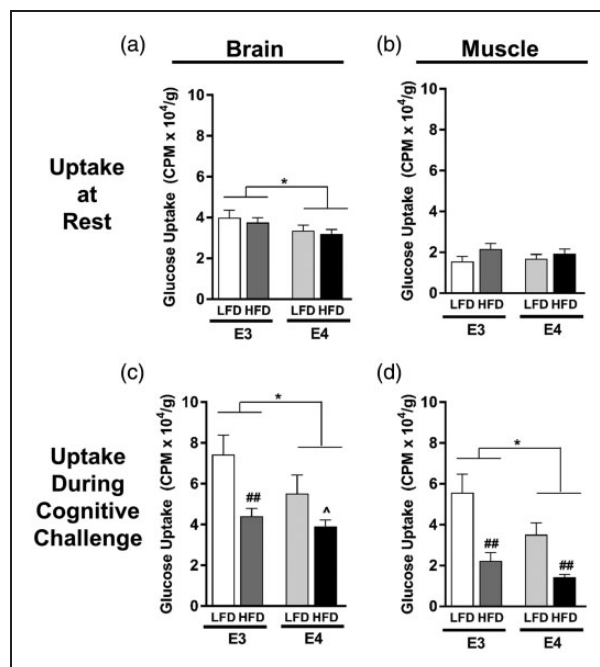 (a) Brain
(b) Muscle
Uptake
at
Rest
Glucose Uptake (CPM x 10⁴/g)
10
8
6
4
2
0
*
LFD HFD LFD HFD
E3 E4
Glucose Uptake (CPM x 10⁴/g)
10
8
6
4
2
0
LFD HFD LFD HFD
E3 E4
Uptake
During
Cognitive
Challenge
(c)
Glucose Uptake (CPM x 10⁴/g)
10
8
6
4
2
0
*
##
^
LFD HFD LFD HFD
E3 E4
(d)
Glucose Uptake (CPM x 10⁴/g)
10
8
6
4
2
0
*
##
##
LFD HFD LFD HFD
E3 E4